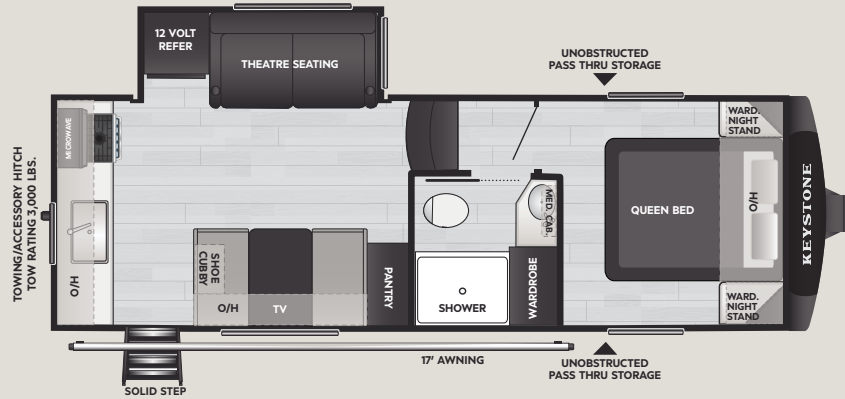 12 VOLT
REFER
THEATRE SEATING
UNOBSTRUCTED
PASS THRU STORAGE
MICROWAVE
WARD.
NIGHT
STAND
TOWING/ACCESSORY HITCH
TOW RATING 3,000 LBS.
O/H
SHOE
CUBBY
O/H
TV
PANTRY
MED. CAB.
SHOWER
WARDROBE
QUEEN BED
O/H
KEYSTONE
WARD.
NIGHT
STAND
17' AWNING
UNOBSTRUCTED
PASS THRU STORAGE
SOLID STEP